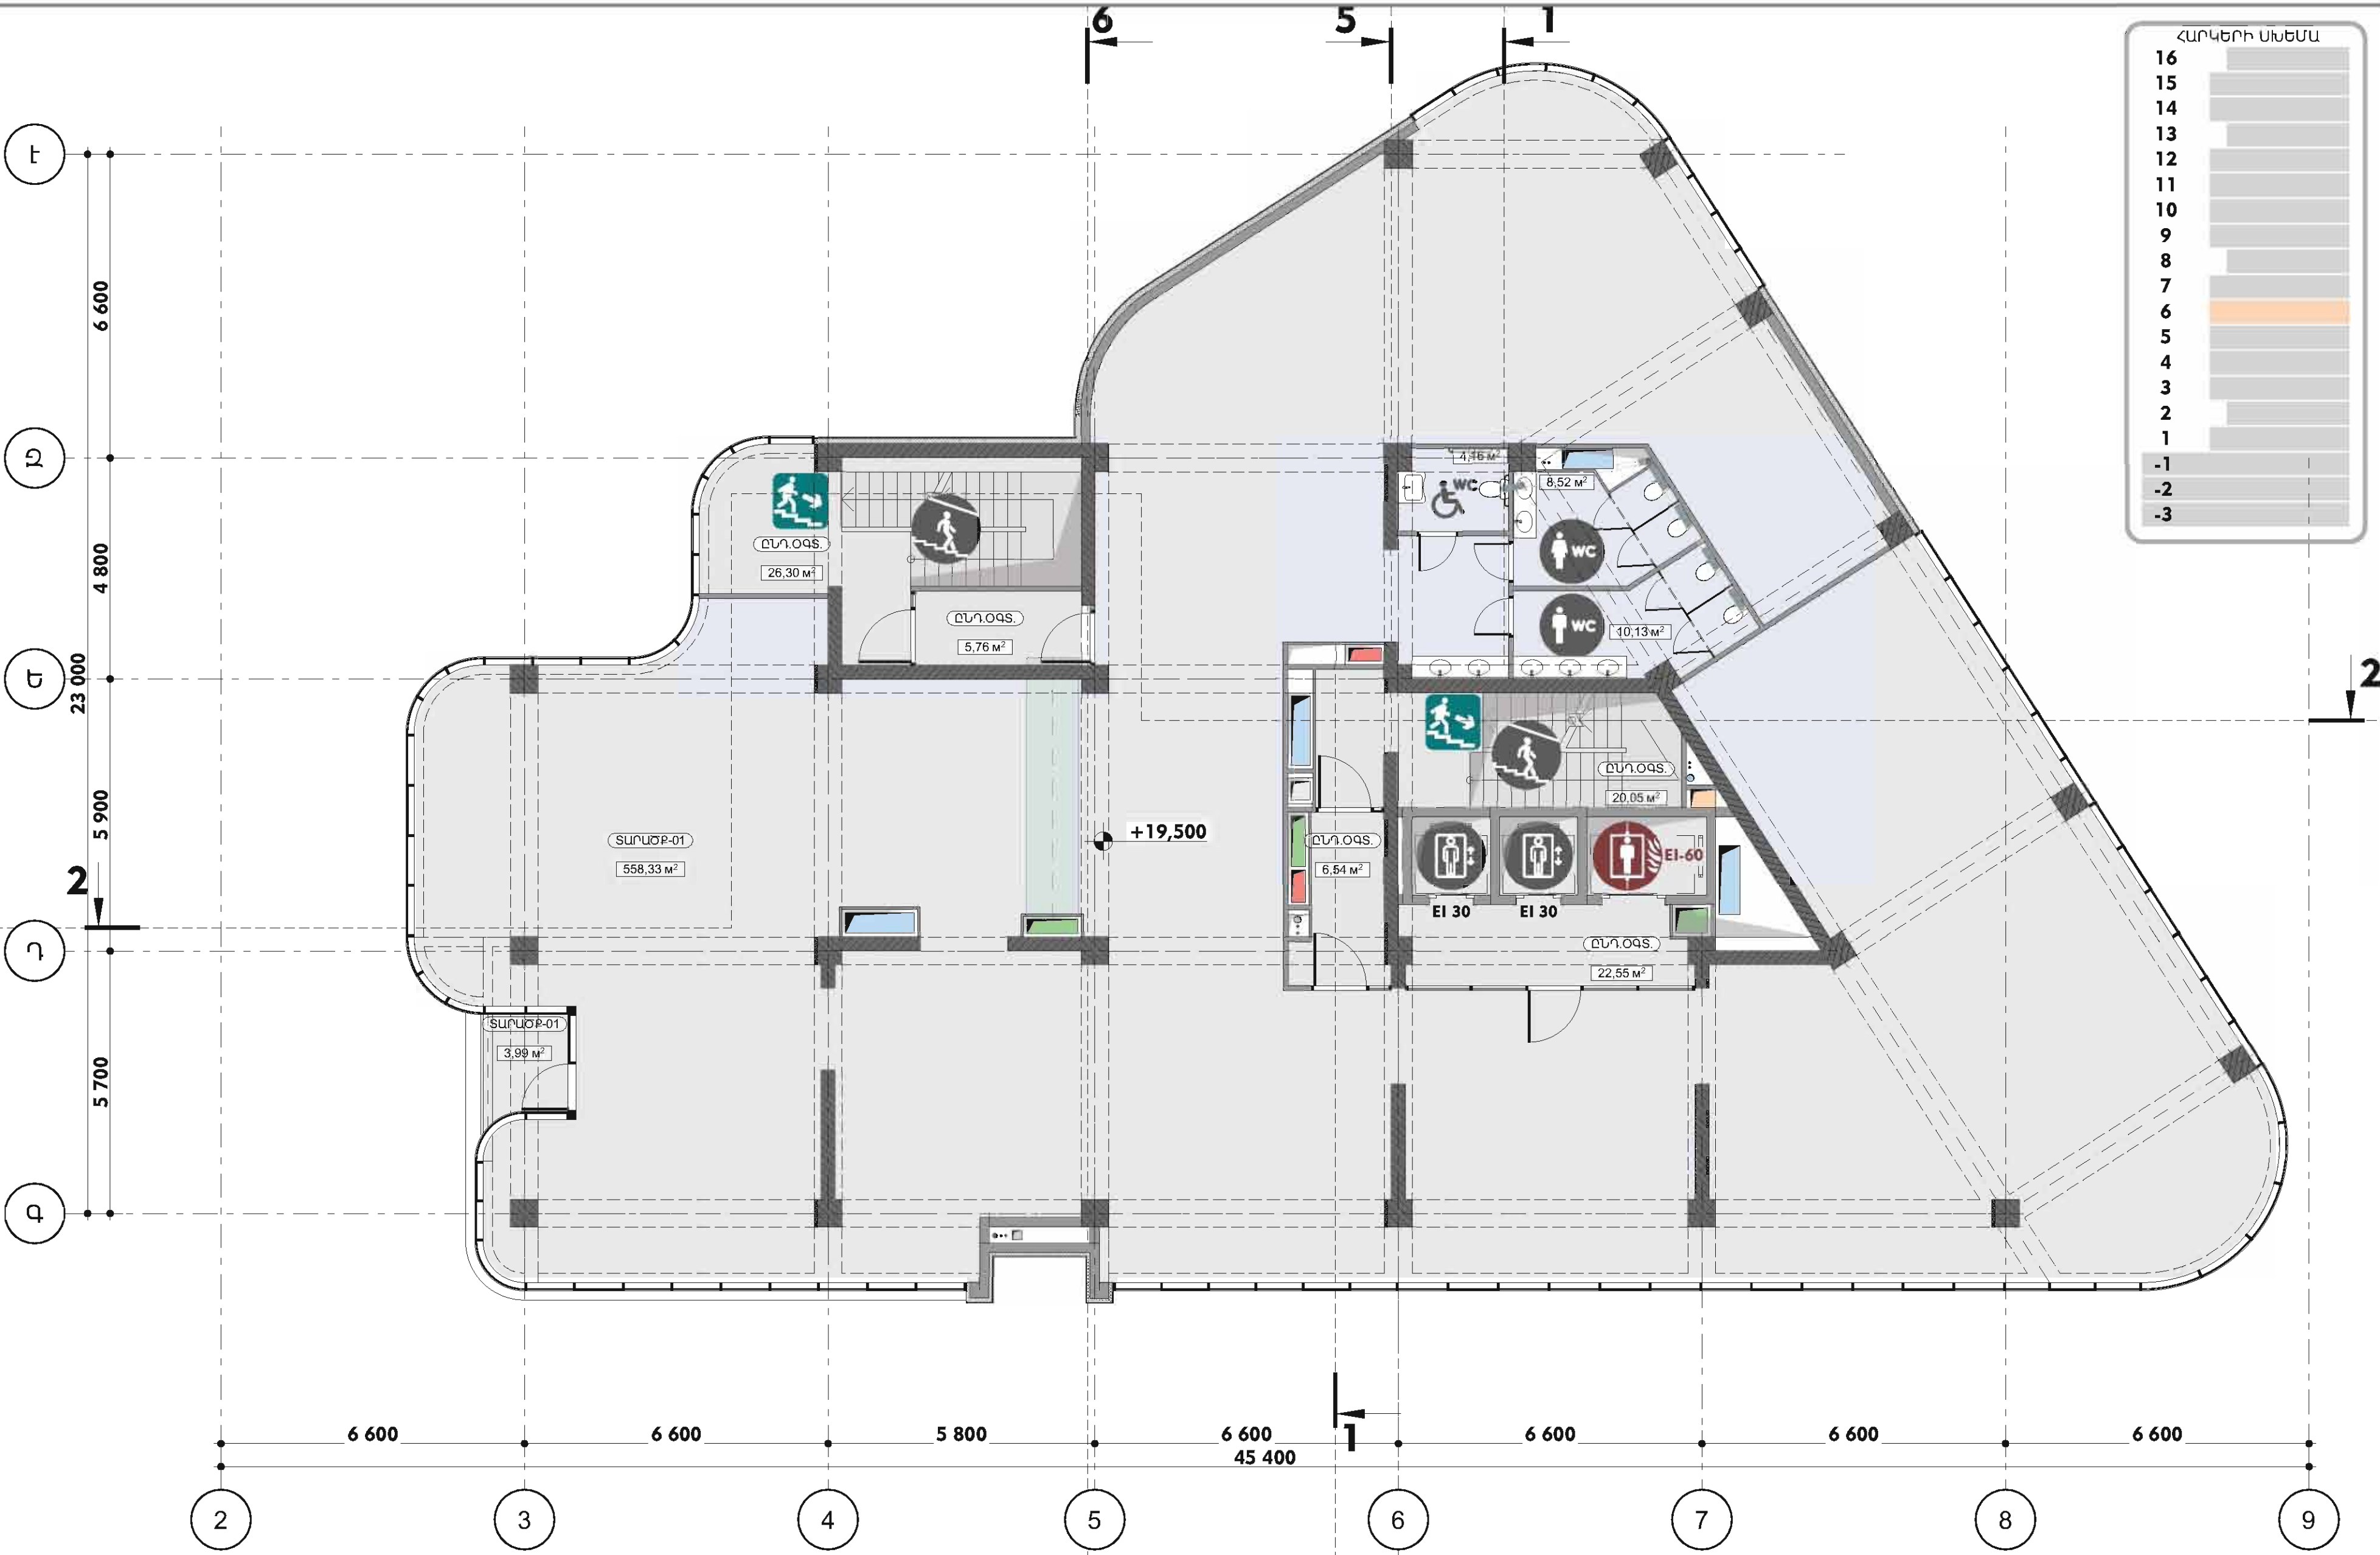 6
5
1
ՀԱՐԿԵՐԻ ՍԽԵՄԱ
16
15
14
13
12
11
10
9
8
7
6
5
4
3
2
1
-1
-2
-3
Է
Զ
Ե
Դ
Գ
6 600
4 800
23 000
5 900
5 700
2
2
ԸՆԴ.ՕԳՏ.
26,30 м²
ԸՆԴ.ՕԳՏ.
5,76 м²
4,16 м²
WC
8,52 м²
WC
WC
10,13 м²
ԸՆԴ.ՕԳՏ.
20,05 м²
ՏԱՐԱԾՔ-01
558,33 м²
+19,500
ԸՆԴ.ՕԳՏ.
6,54 м²
EI-60
EI 30
EI 30
ԸՆԴ.ՕԳՏ.
22,55 м²
ՏԱՐԱԾՔ-01
3,99 м²
1
6 600
6 600
5 800
6 600
6 600
6 600
6 600
45 400
2
3
4
5
6
7
8
9